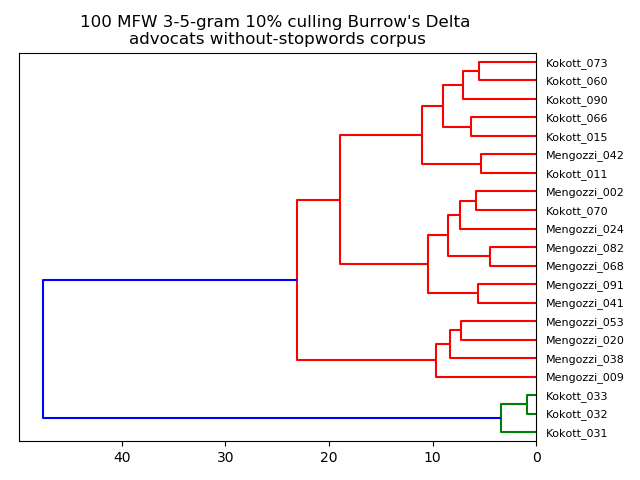 100 MFW 3-5-gram 10% culling Burrow's Delta
advocats without-stopwords corpus
Kokott_073
Kokott_060
Kokott_090
Kokott_066
Kokott_015
Mengozzi_042
Kokott_011
Mengozzi_002
Kokott_070
Mengozzi_024
Mengozzi_082
Mengozzi_068
Mengozzi_091
Mengozzi_041
Mengozzi_053
Mengozzi_020
Mengozzi_038
Mengozzi_009
Kokott_033
Kokott_032
Kokott_031
40 30 20 10 0